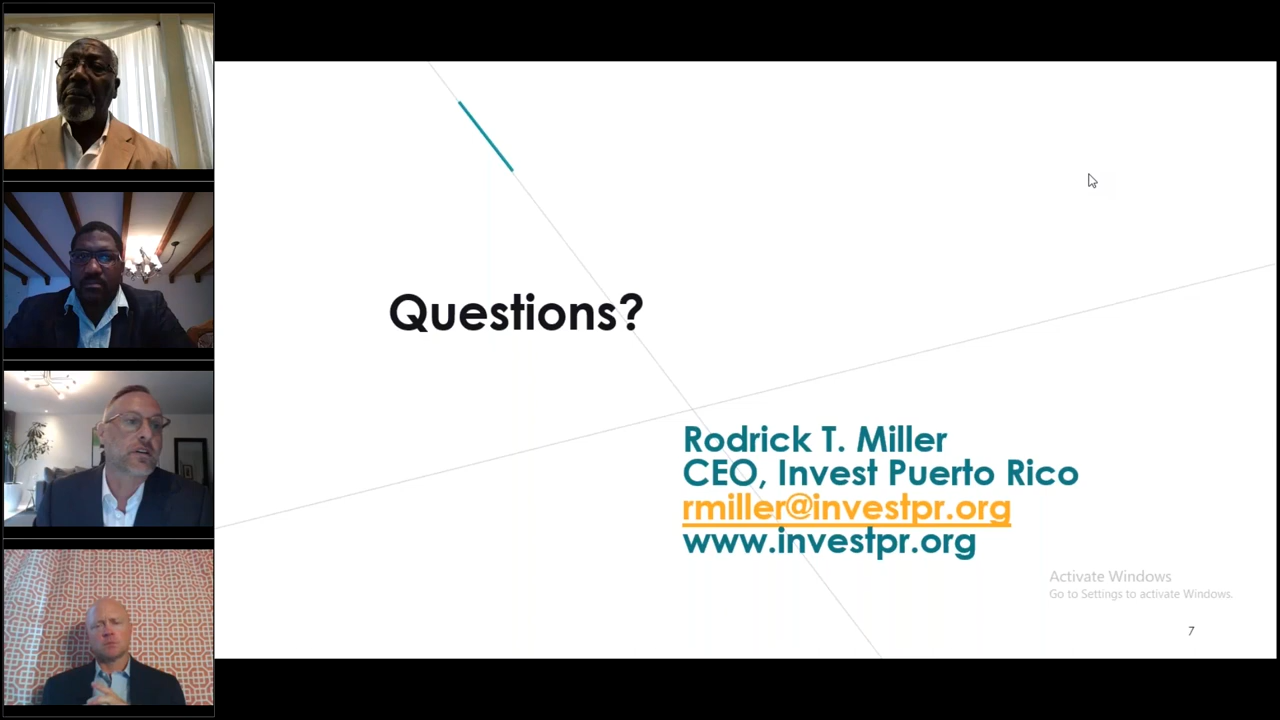 Questions?
Rodrick T. Miller
CEO, Invest Puerto Rico
rmiller@investpr.org
www.investpr.org
Activate Windows
Go to Settings to activate Windows.
7